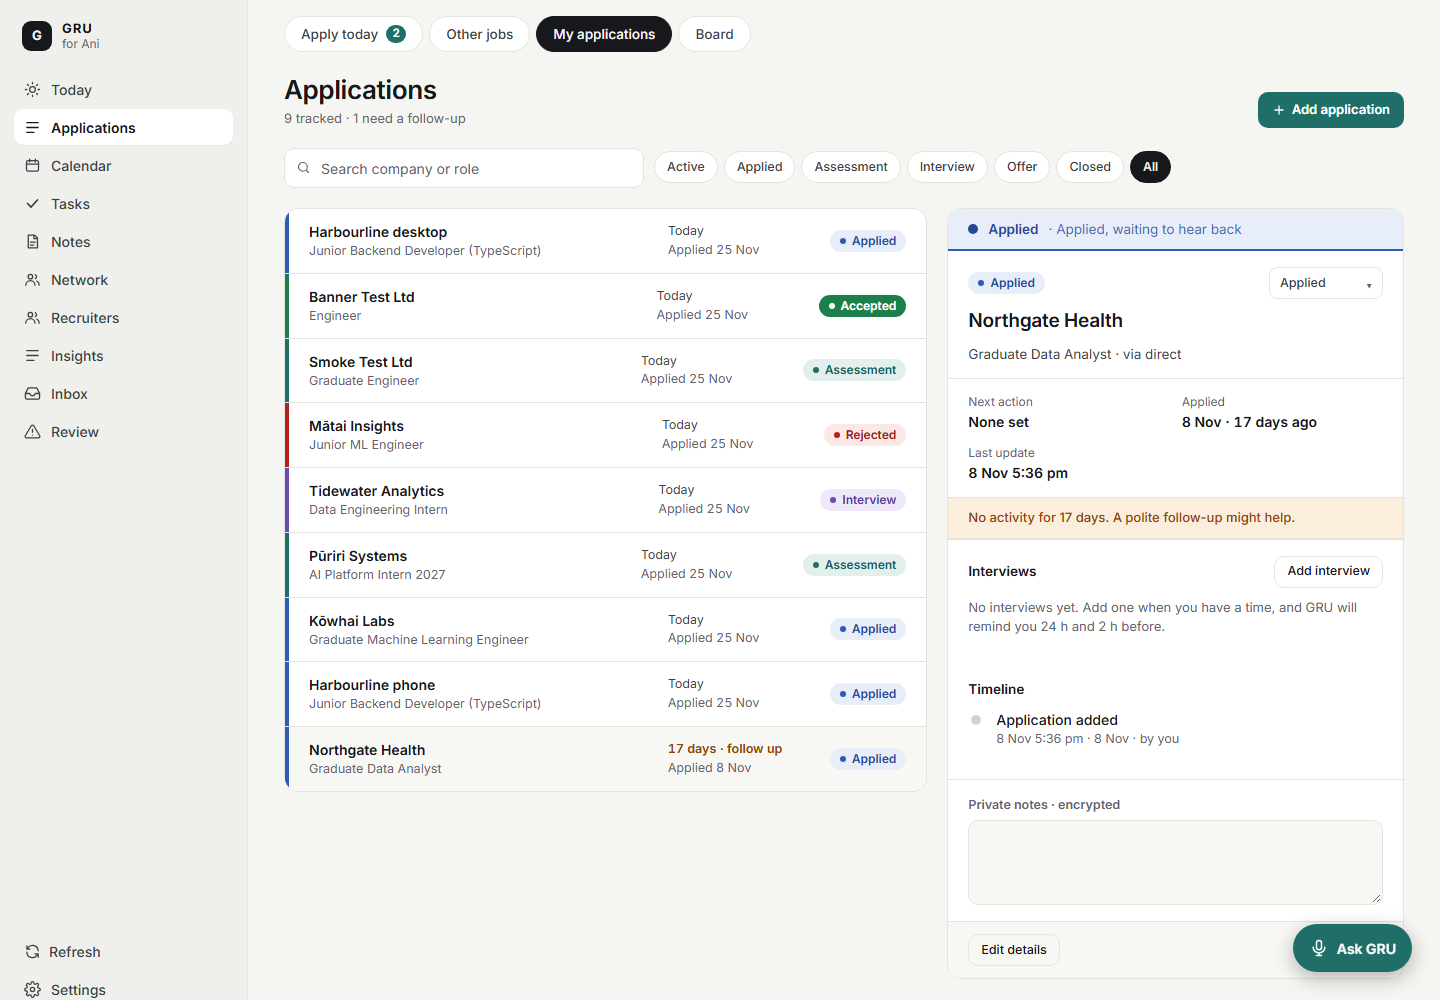 G
GRU
for Ani
Today
Applications
Calendar
Tasks
Notes
Network
Recruiters
Insights
Inbox
Review
Refresh
Settings
Apply today 2
Other jobs
My applications
Board
Applications
9 tracked · 1 need a follow-up
+ Add application
Search company or role
Active
Applied
Assessment
Interview
Offer
Closed
All
Harbourline desktop
Junior Backend Developer (TypeScript)
Today
Applied 25 Nov
Applied
Banner Test Ltd
Engineer
Today
Applied 25 Nov
Accepted
Smoke Test Ltd
Graduate Engineer
Today
Applied 25 Nov
Assessment
Mātai Insights
Junior ML Engineer
Today
Applied 25 Nov
Rejected
Tidewater Analytics
Data Engineering Intern
Today
Applied 25 Nov
Interview
Pūriri Systems
AI Platform Intern 2027
Today
Applied 25 Nov
Assessment
Kōwhai Labs
Graduate Machine Learning Engineer
Today
Applied 25 Nov
Applied
Harbourline phone
Junior Backend Developer (TypeScript)
Today
Applied 25 Nov
Applied
Northgate Health
Graduate Data Analyst
17 days · follow up
Applied 8 Nov
Applied
Applied · Applied, waiting to hear back
Applied
Applied
Northgate Health
Graduate Data Analyst · via direct
Next action
None set
Applied
8 Nov · 17 days ago
Last update
8 Nov 5:36 pm
No activity for 17 days. A polite follow-up might help.
Interviews
Add interview
No interviews yet. Add one when you have a time, and GRU will
remind you 24 h and 2 h before.
Timeline
Application added
8 Nov 5:36 pm · 8 Nov · by you
Private notes · encrypted
Edit details
Ask GRU